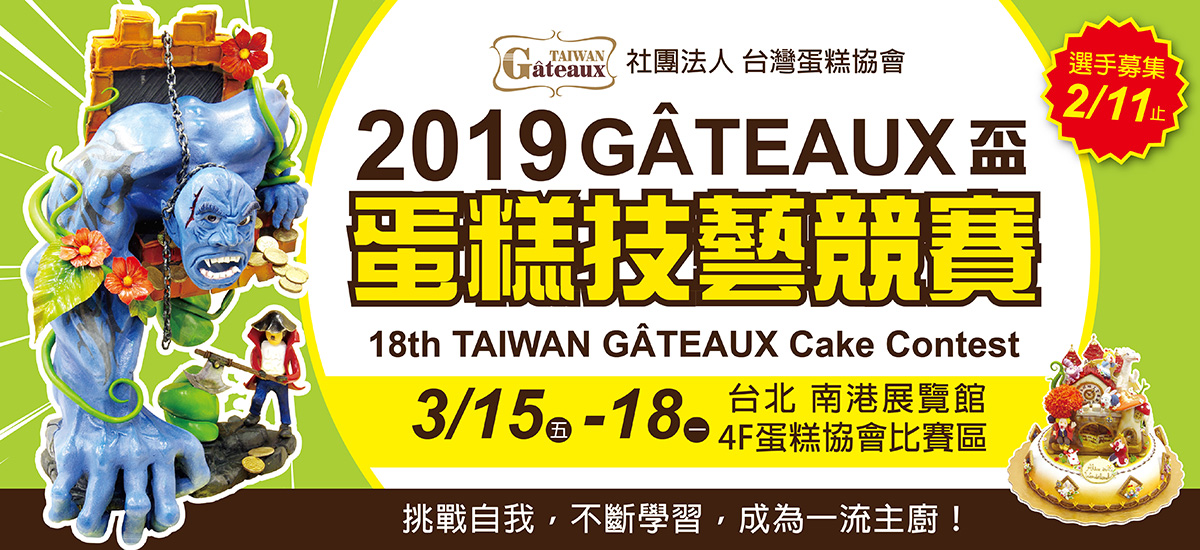 TAIWAN
Gâteaux
社團法人 台灣蛋糕協會
選手募集
2/11止
2019 GÂTEAUX 盃
蛋糕技藝競賽
18th TAIWAN GÂTEAUX Cake Contest
3/15五-18一
台北 南港展覽館
4F蛋糕協會比賽區
挑戰自我，不斷學習，成為一流主廚！